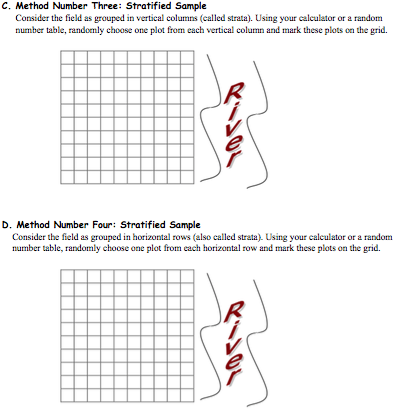 C. Method Number Three: Stratified Sample
Consider the field as grouped in vertical columns (called strata). Using your calculator or a random
number table, randomly choose one plot from each vertical column and mark these plots on the grid.
River
D. Method Number Four: Stratified Sample
Consider the field as grouped in horizontal rows (also called strata). Using your calculator or a random
number table, randomly choose one plot from each horizontal row and mark these plots on the grid.
River